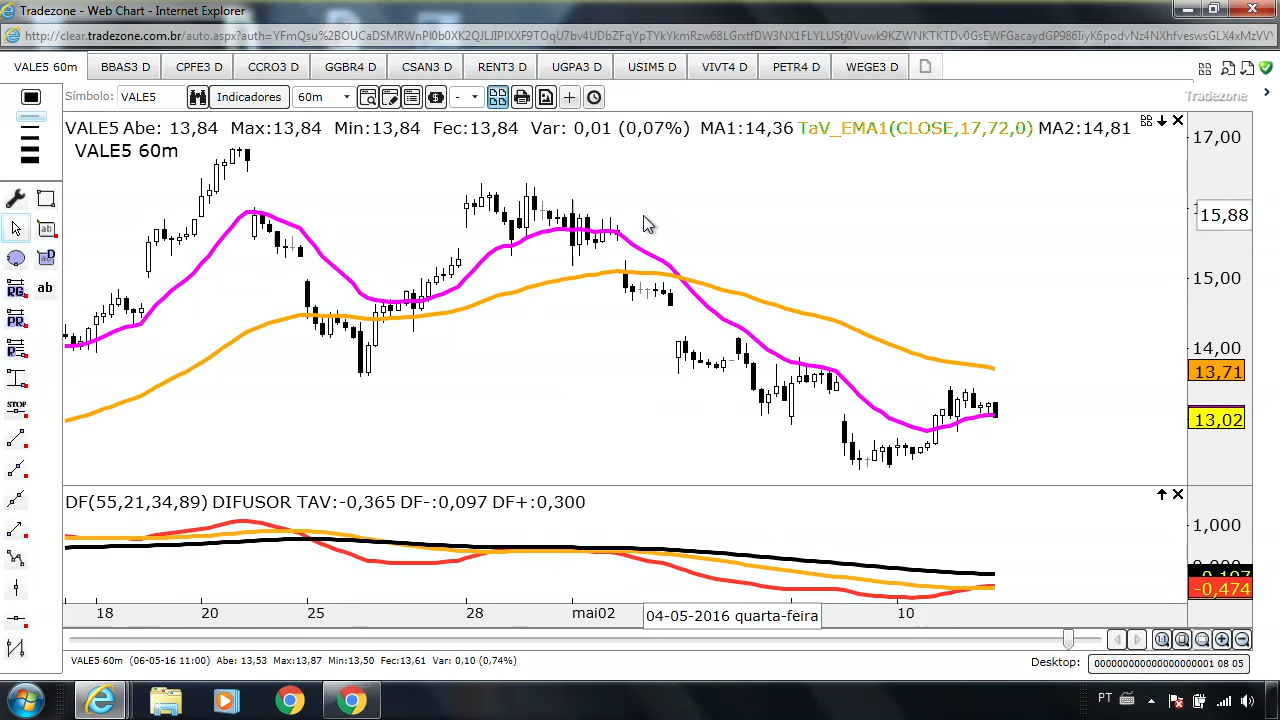 Tradezone - Web Chart - Internet Explorer
VALE5 60m BBAS3 D CPFE3 D CCRO3 D GGBR4 D CSAN3 D RENT3 D UGPA3 D USIM5 D VIVT4 D PETR4 D WEGE3 D
Símbolo: VALE5 Indicadores 60m -
Tradezone
VALE5 Abe: 13,84 Max:13,84 Min:13,84 Fec:13,84 Var: 0,01 (0,07%) MA1:14,36 TaV_EMA1(CLOSE,17,72,0) MA2:14,81
VALE5 60m
17,00
15,88
15,00
14,00
13,71
13,02
ab
D
RG
ab
PR
STOP
DF(55,21,34,89) DIFUSOR TAV:-0,365 DF-:0,097 DF+:0,300
1,000
-0,474
18 20 25 28 mai02 04-05-2016 quarta-feira 10
VALE5 60m (06-05-16 11:00) Abe: 13,53 Max:13,87 Min:13,50 Fec:13,61 Var: 0,10 (0,74%)
Desktop: 000000000000000000001 08 05
PT